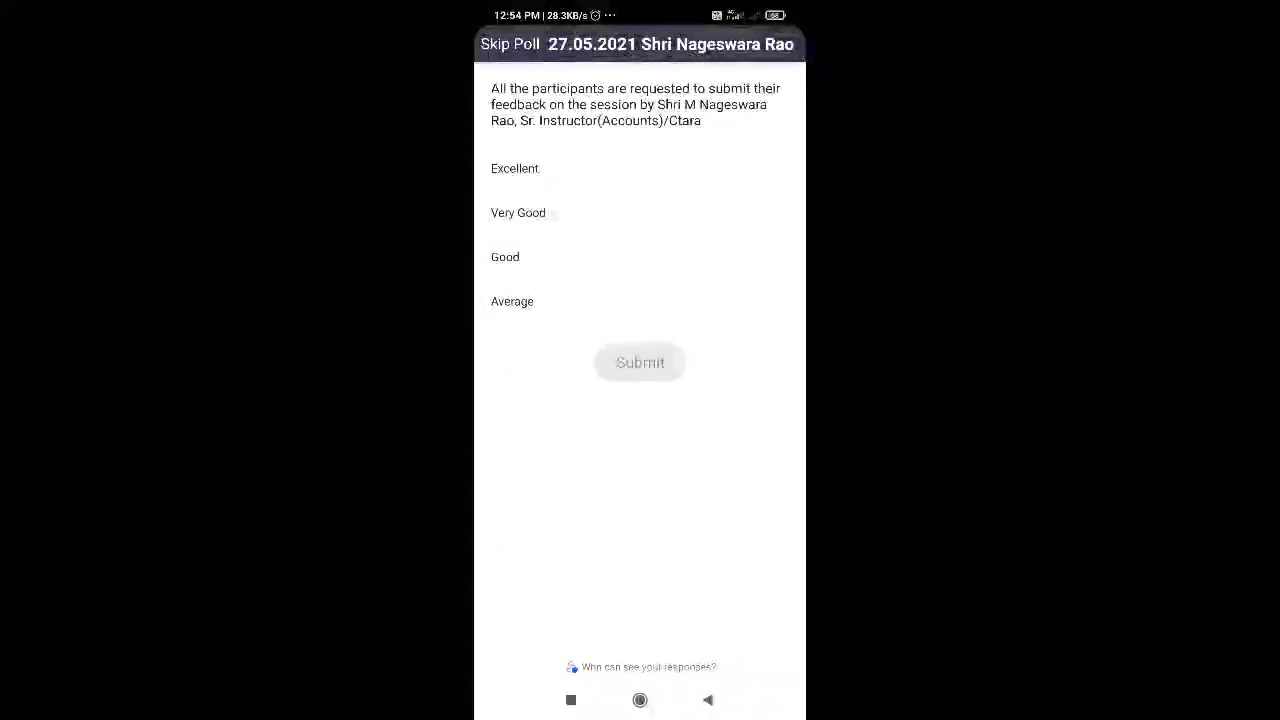 12:54 PM | 28.3KB/s ...
Skip Poll 27.05.2021 Shri Nageswara Rao
All the participants are requested to submit their
feedback on the session by Shri M Nageswara
Rao, Sr. Instructor(Accounts)/Ctara
Excellent
Very Good
Good
Average
Submit
Who can see your responses?